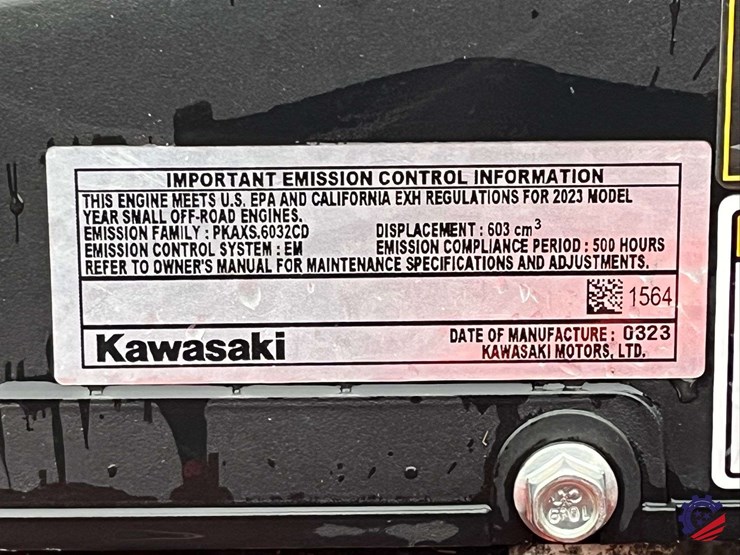 IMPORTANT EMISSION CONTROL INFORMATION
THIS ENGINE MEETS U.S. EPA AND CALIFORNIA EXH REGULATIONS FOR 2023 MODEL
YEAR SMALL OFF-ROAD ENGINES.
EMISSION FAMILY : PKAXS.6032CD DISPLACEMENT : 603 cm³
EMISSION CONTROL SYSTEM : EM EMISSION COMPLIANCE PERIOD : 500 HOURS
REFER TO OWNER'S MANUAL FOR MAINTENANCE SPECIFICATIONS AND ADJUSTMENTS.
1564
Kawasaki
DATE OF MANUFACTURE : 0323
KAWASAKI MOTORS, LTD.